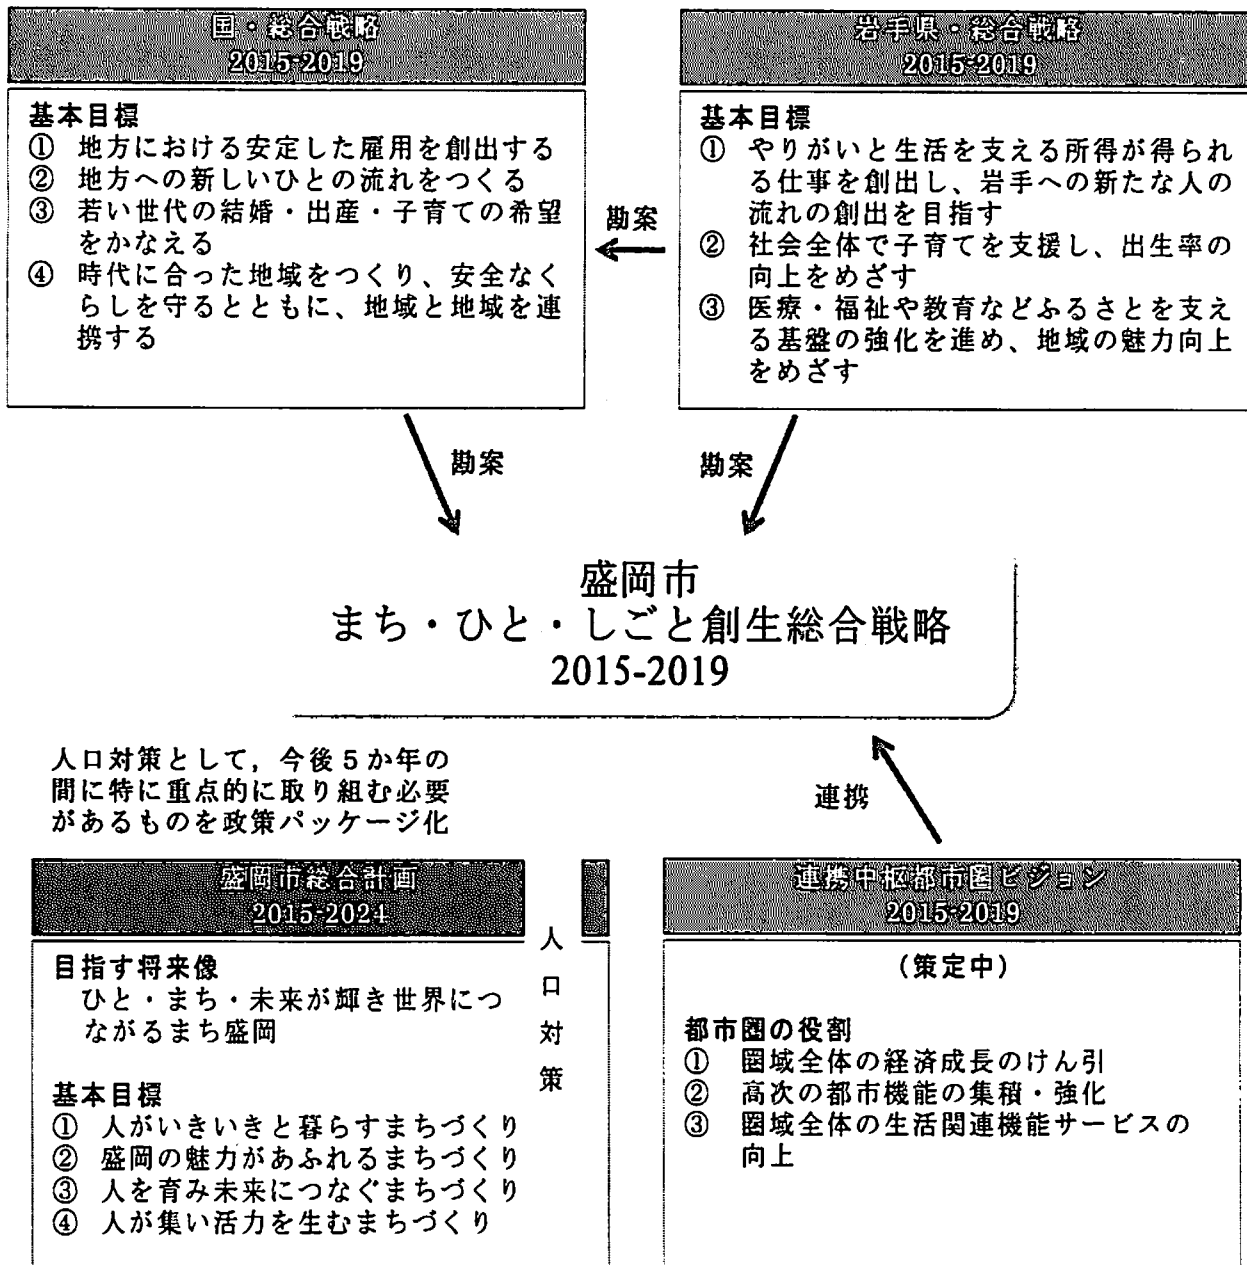 国・総合戦略
2015-2019
基本目標
① 地方における安定した雇用を創出する
② 地方への新しいひとの流れをつくる
③ 若い世代の結婚・出産・子育ての希望
をかなえる
④ 時代に合った地域をつくり、安全なく
らしを守るとともに、地域と地域を連
携する
勘案
岩手県・総合戦略
2015-2019
基本目標
① やりがいと生活を支える所得が得られ
る仕事を創出し、岩手への新たな人の
流れの創出を目指す
② 社会全体で子育てを支援し、出生率の
向上をめざす
③ 医療・福祉や教育などふるさとを支え
る基盤の強化を進め、地域の魅力向上
をめざす
勘案
勘案
盛岡市
まち・ひと・しごと創生総合戦略
2015-2019
人口対策として，今後５か年の
間に特に重点的に取り組む必要
があるものを政策パッケージ化
連携
盛岡市総合計画
2015-2024
目指す将来像
ひと・まち・未来が輝き世界につ
ながるまち盛岡
基本目標
① 人がいきいきと暮らすまちづくり
② 盛岡の魅力があふれるまちづくり
③ 人を育み未来につなぐまちづくり
④ 人が集い活力を生むまちづくり
人口対策
連携中枢都市圏ビジョン
2015-2019
（策定中）
都市圏の役割
① 圏域全体の経済成長のけん引
② 高次の都市機能の集積・強化
③ 圏域全体の生活関連機能サービスの
向上